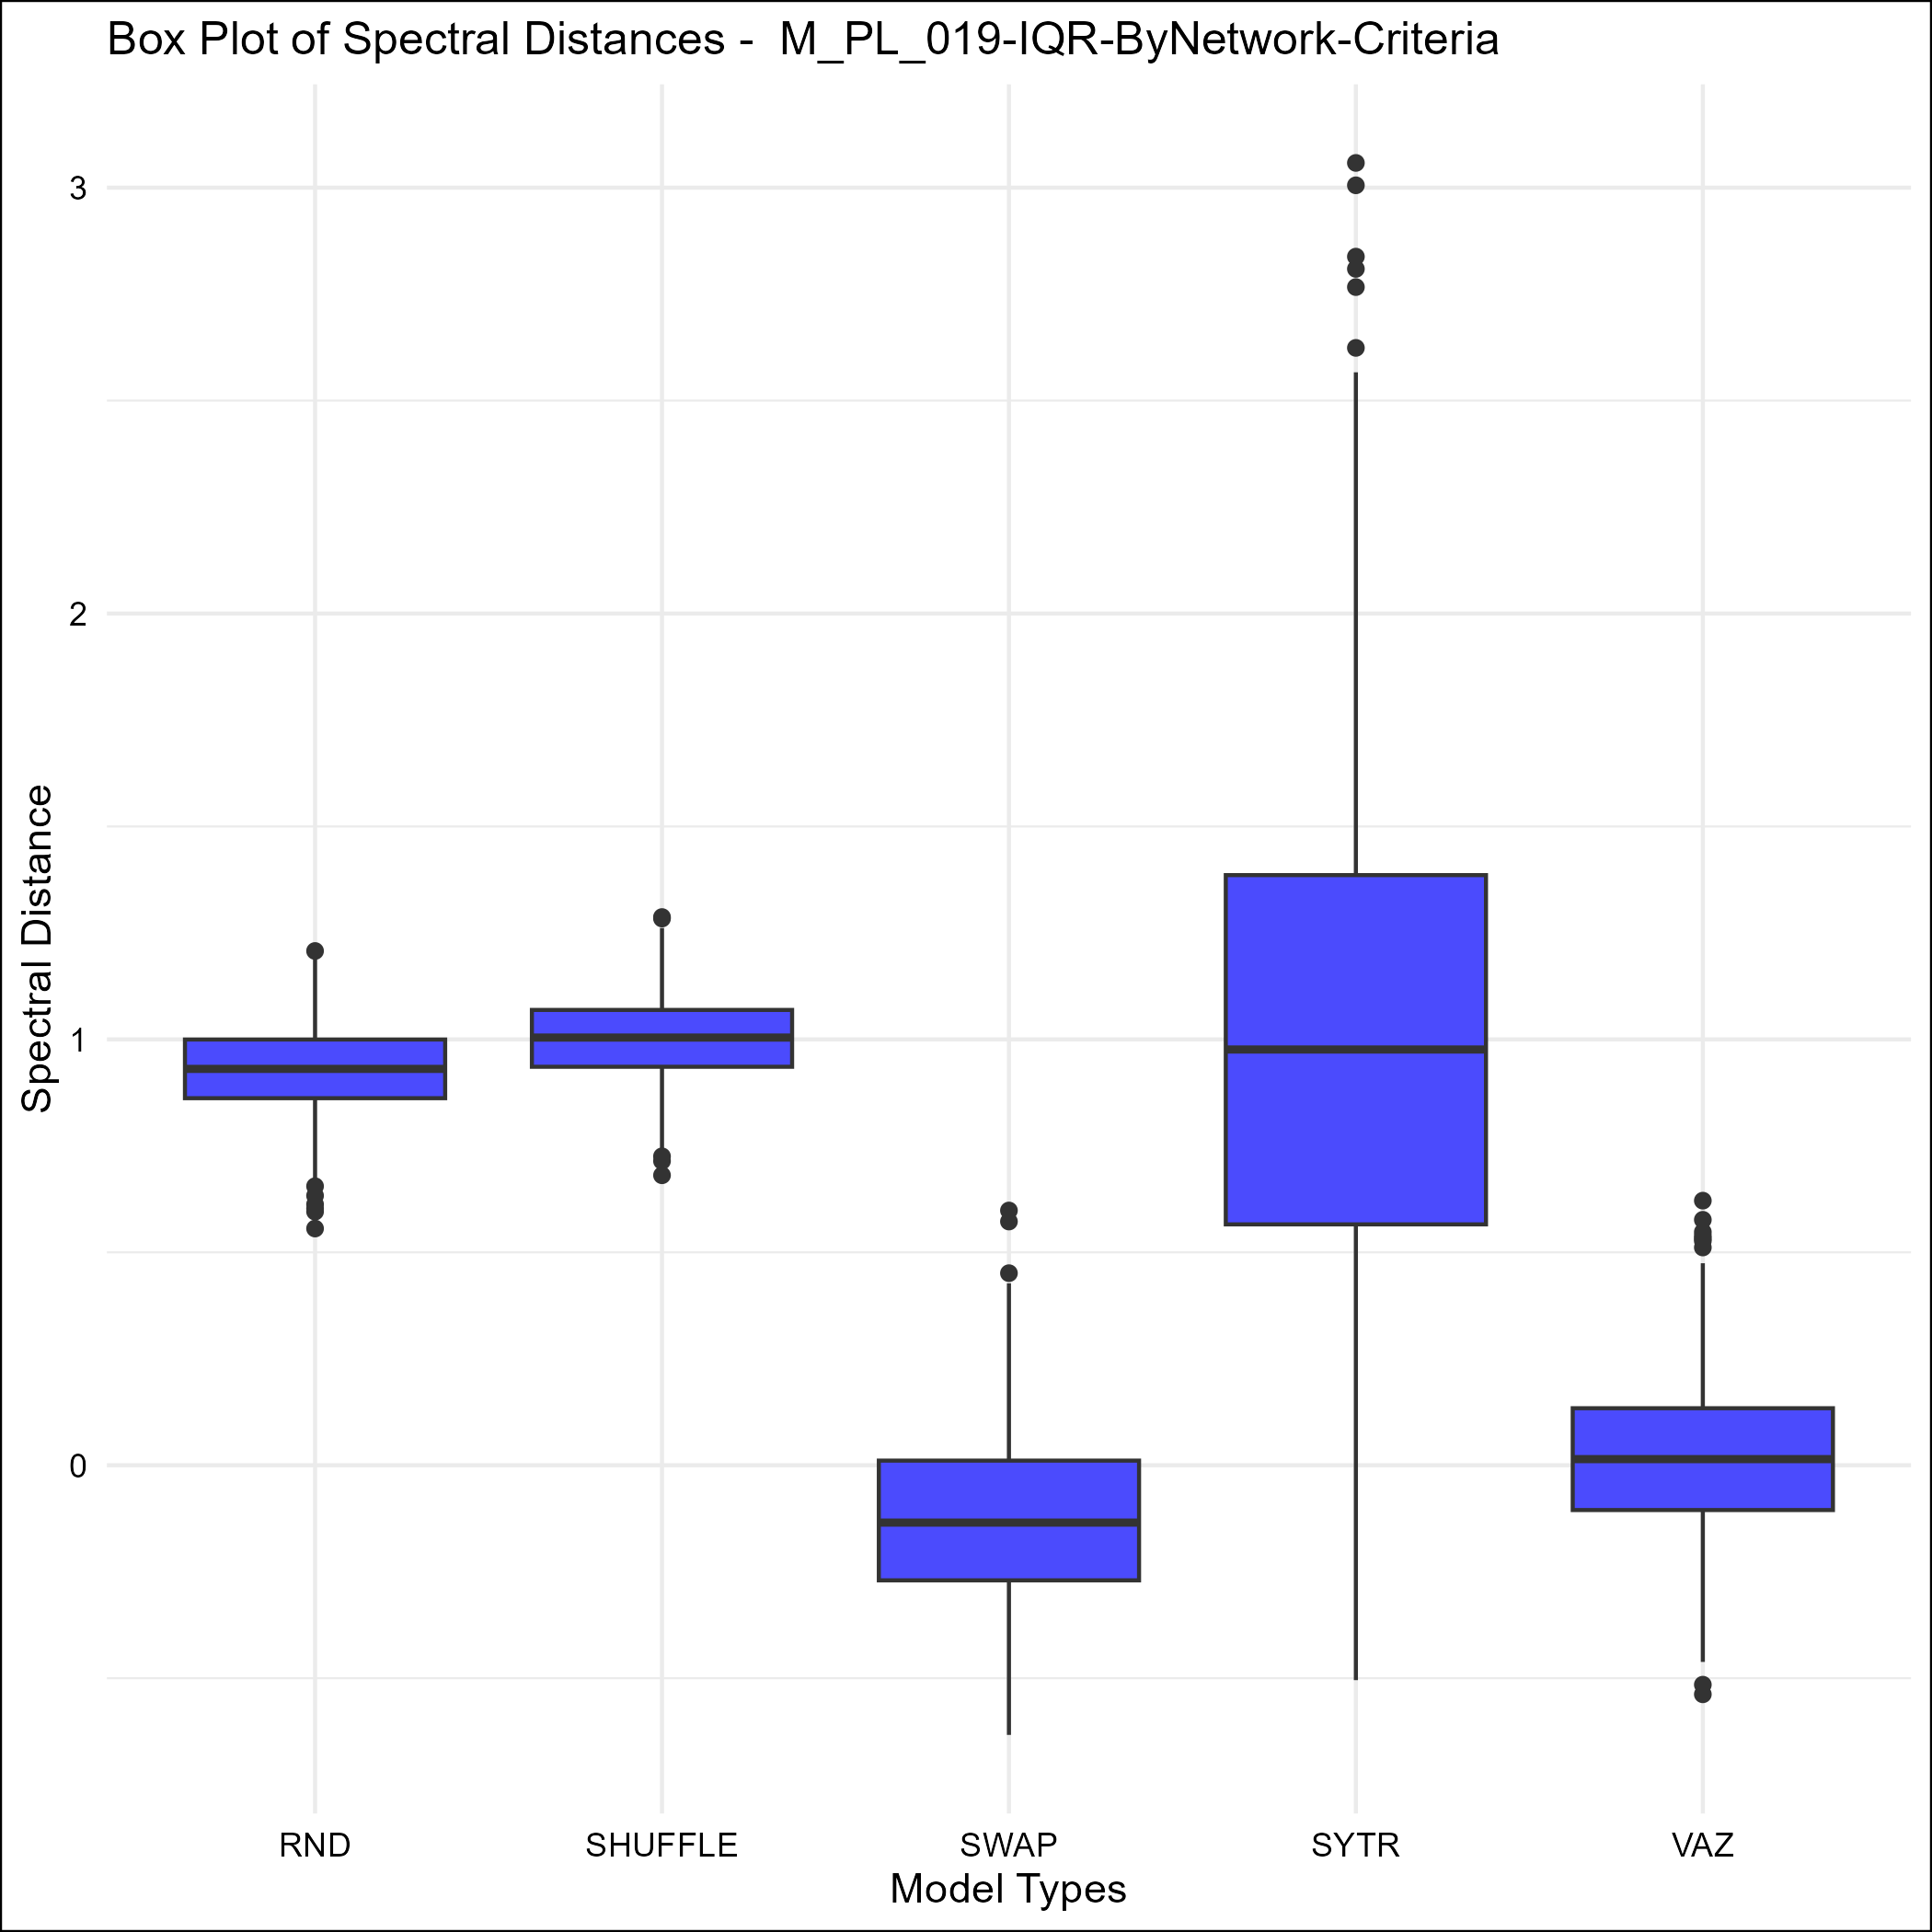 Box Plot of Spectral Distances -  M_PL_019-IQR-ByNetwork-Criteria
3
2
1
0
Spectral Distance
RND SHUFFLE SWAP SYTR VAZ
Model Types